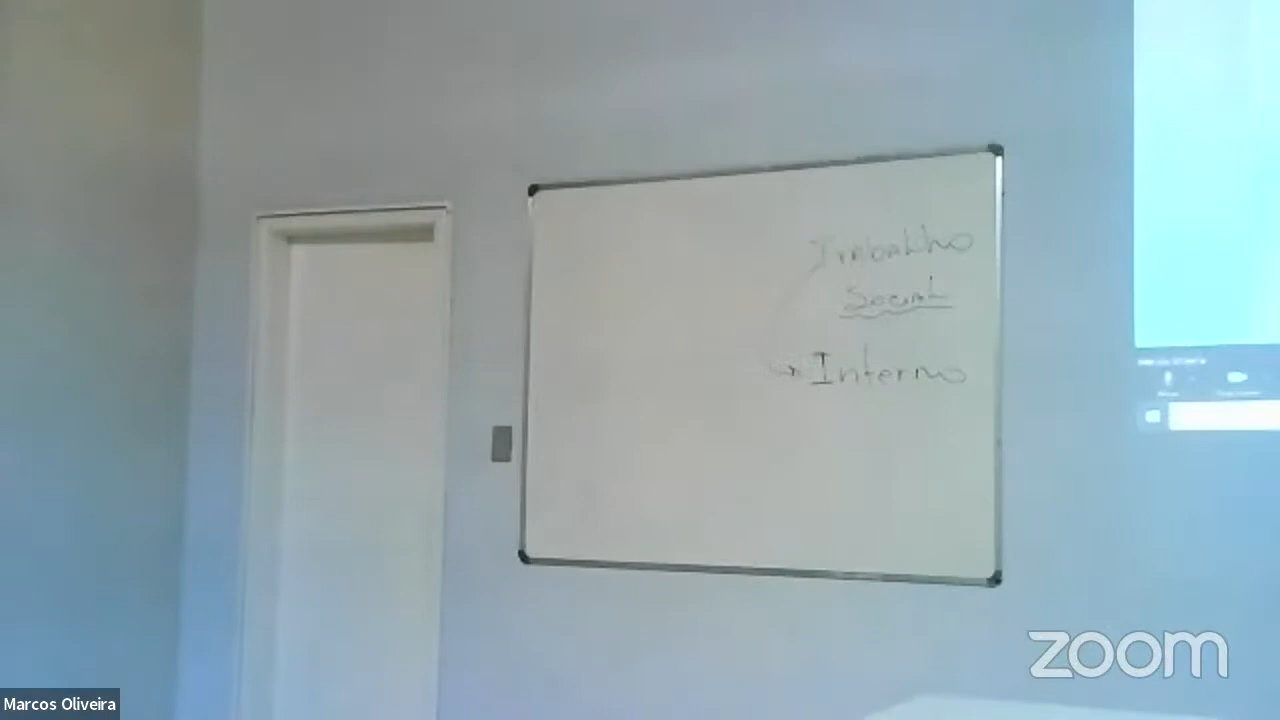 Trabalho
Social
→ Interno
zoom
Marcos Oliveira